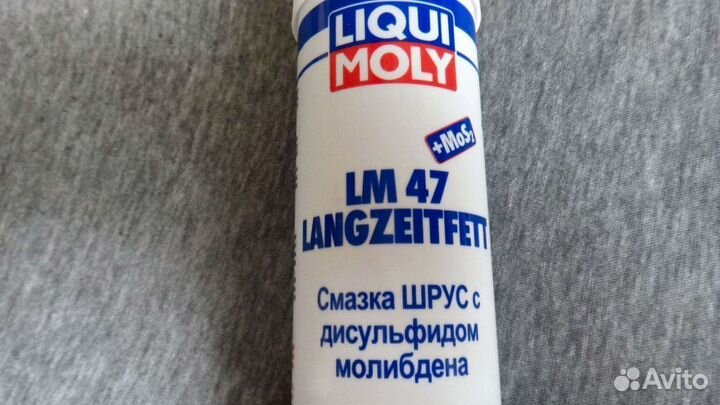 LIQUI
MOLY
+MoS₂
LM 47
LANGZEITFETT
Смазка ШРУС с
дисульфидом
молибдена
Avito